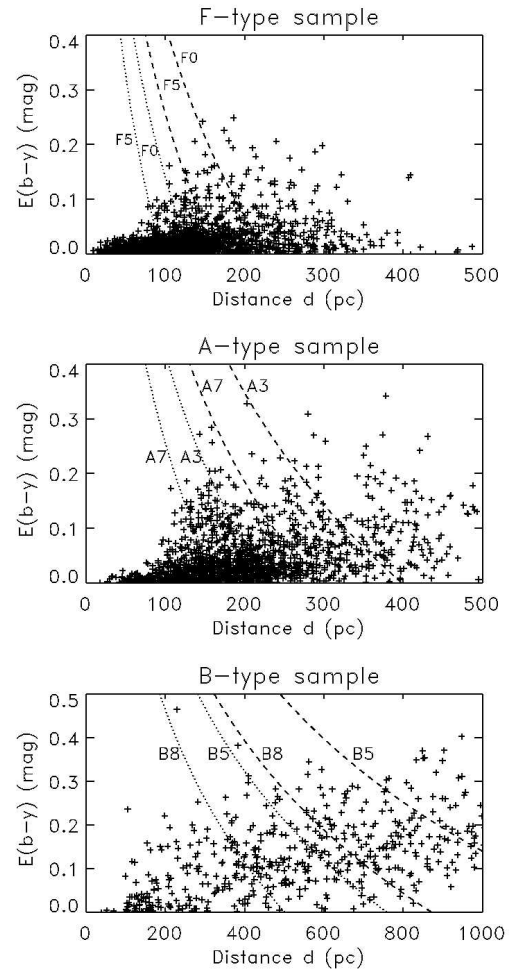 F-type sample
E(b-y) (mag)
0.4
0.3
0.2
0.1
0.0
F0
F5
F5
F0
0 100 200 300 400 500
Distance d (pc)
A-type sample
E(b-y) (mag)
0.4
0.3
0.2
0.1
0.0
A7 A3
A7 A3
0 100 200 300 400 500
Distance d (pc)
B-type sample
E(b-y) (mag)
0.5
0.4
0.3
0.2
0.1
0.0
B8 B5 B8 B5
0 200 400 600 800 1000
Distance d (pc)